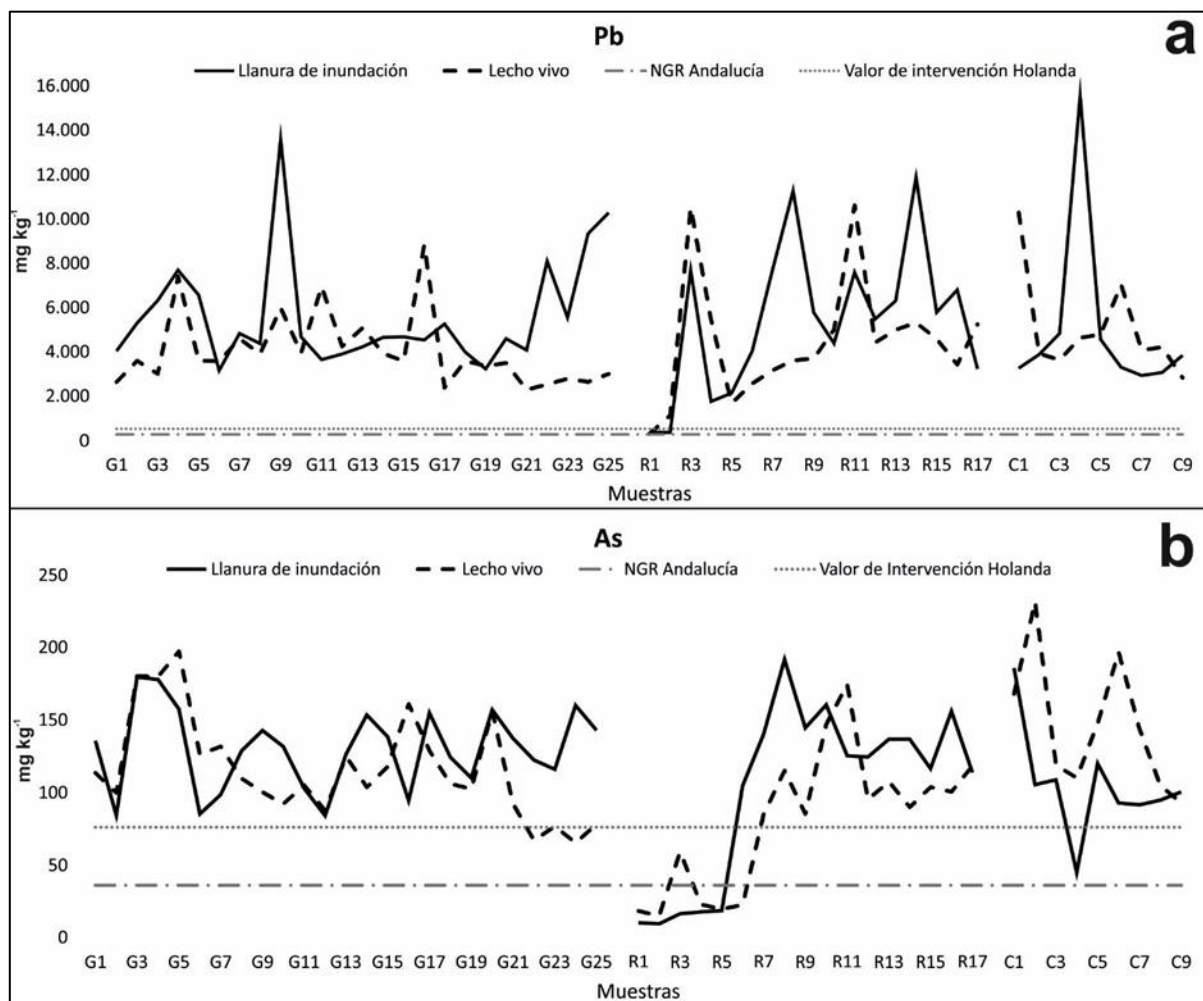 Pb
a
Llanura de inundación Lecho vivo NGR Andalucía Valor de intervención Holanda
16.000
14.000
12.000
10.000
8.000
6.000
4.000
2.000
0
mg kg⁻¹
G1 G3 G5 G7 G9 G11 G13 G15 G17 G19 G21 G23 G25 R1 R3 R5 R7 R9 R11 R13 R15 R17 C1 C3 C5 C7 C9
Muestras
As
b
Llanura de inundación Lecho vivo NGR Andalucía Valor de Intervención Holanda
250
200
150
100
50
0
mg kg⁻¹
G1 G3 G5 G7 G9 G11 G13 G15 G17 G19 G21 G23 G25 R1 R3 R5 R7 R9 R11 R13 R15 R17 C1 C3 C5 C7 C9
Muestras